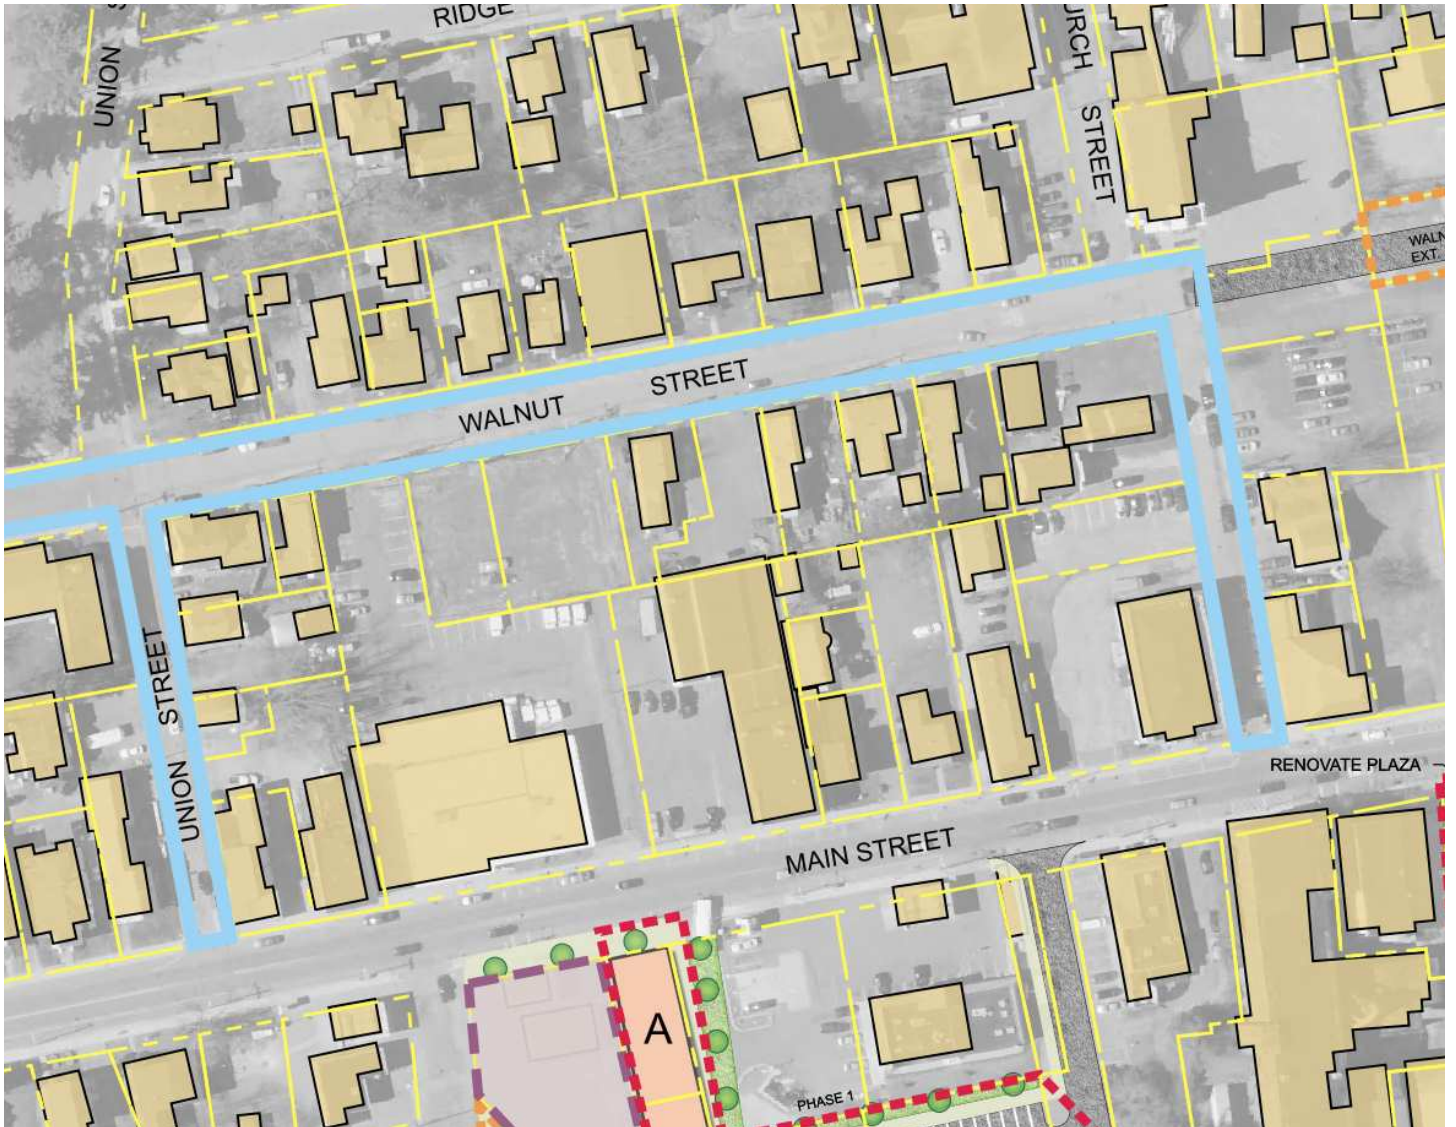 RIDGE
UNION
URCH
STREET
WALN
EXT.
WALNUT STREET
UNION STREET
RENOVATE PLAZA
MAIN STREET
A
PHASE 1